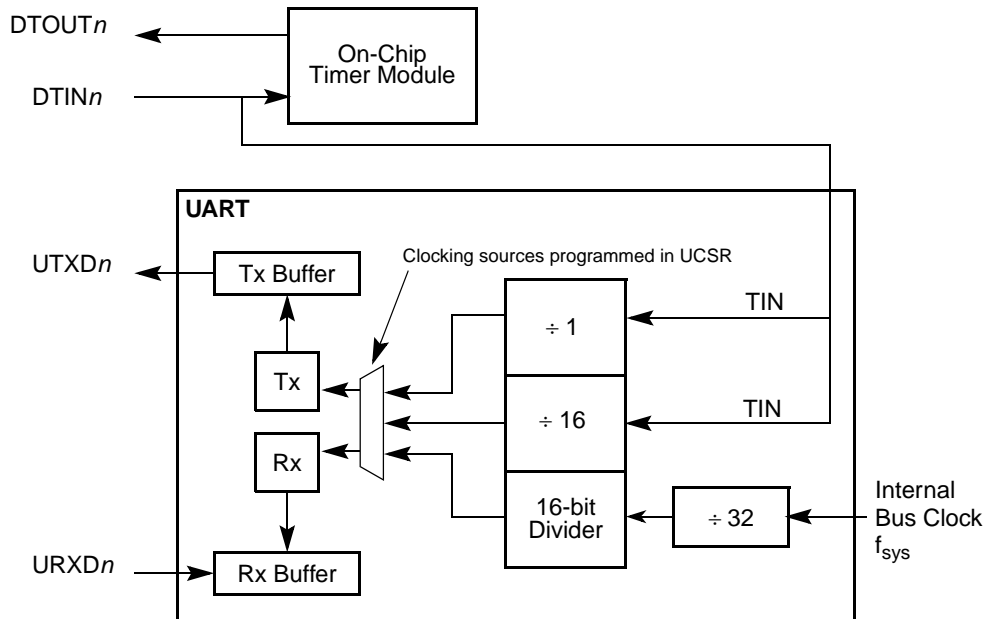 DTOUTn
On-Chip
Timer Module
DTINn
UART
Clocking sources programmed in UCSR
UTXDn
Tx Buffer
÷ 1
TIN
Tx
÷ 16
TIN
Rx
16-bit
Divider
÷ 32
Internal
Bus Clock
fsys
URXDn
Rx Buffer